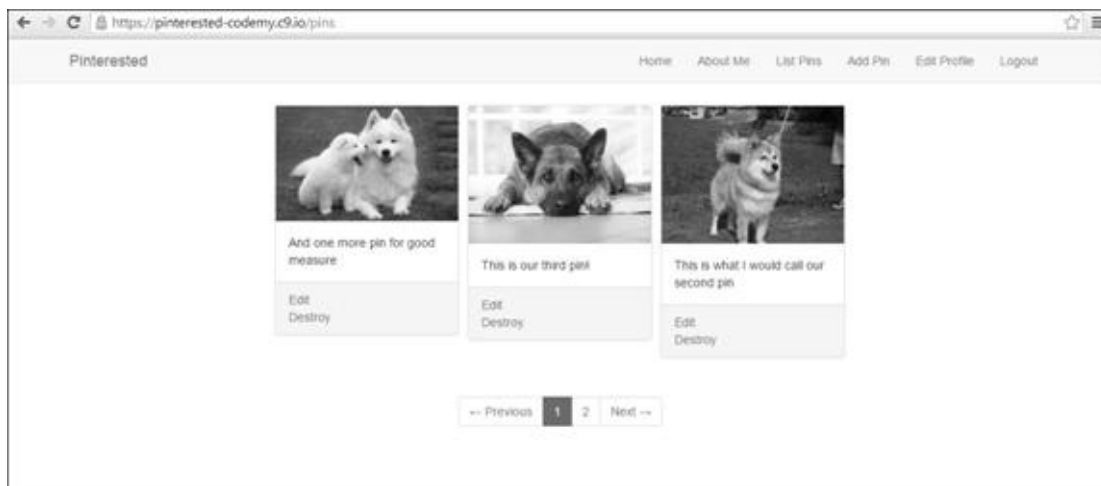 https://pinterested-codemy.c9.io/pins
Pinterested
Home About Me List Pins Add Pin Edit Profile Logout
And one more pin for good
measure
Edit
Destroy
This is our third pin!
Edit
Destroy
This is what I would call our
second pin
Edit
Destroy
← Previous 1 2 Next →